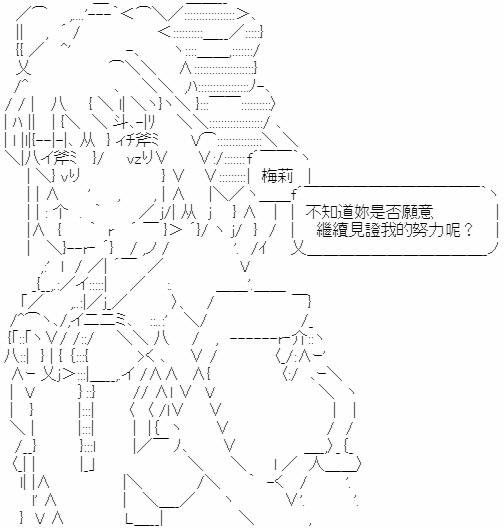 梅莉
不知道妳是否願意
繼續見證我的努力呢？